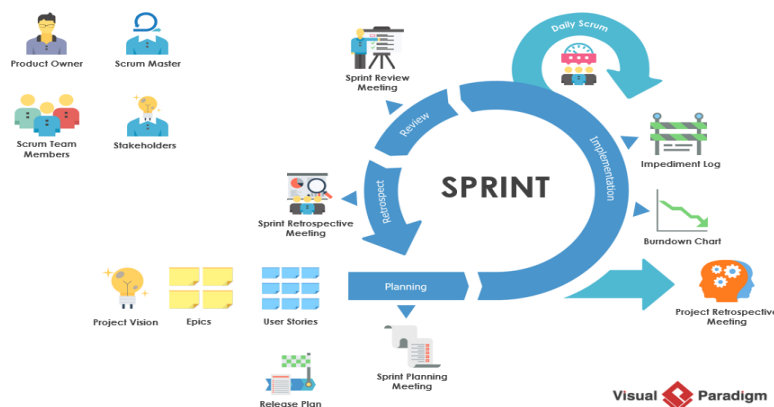 Product Owner
Scrum Master
Scrum Team
Members
Stakeholders
Sprint Review
Meeting
Daily Scrum
Review
Implementation
Impediment Log
SPRINT
Retrospect
Sprint Retrospective
Meeting
Burndown Chart
Planning
Project Vision
Epics
User Stories
Project Retrospective
Meeting
Sprint Planning
Meeting
Release Plan
Visual Paradigm